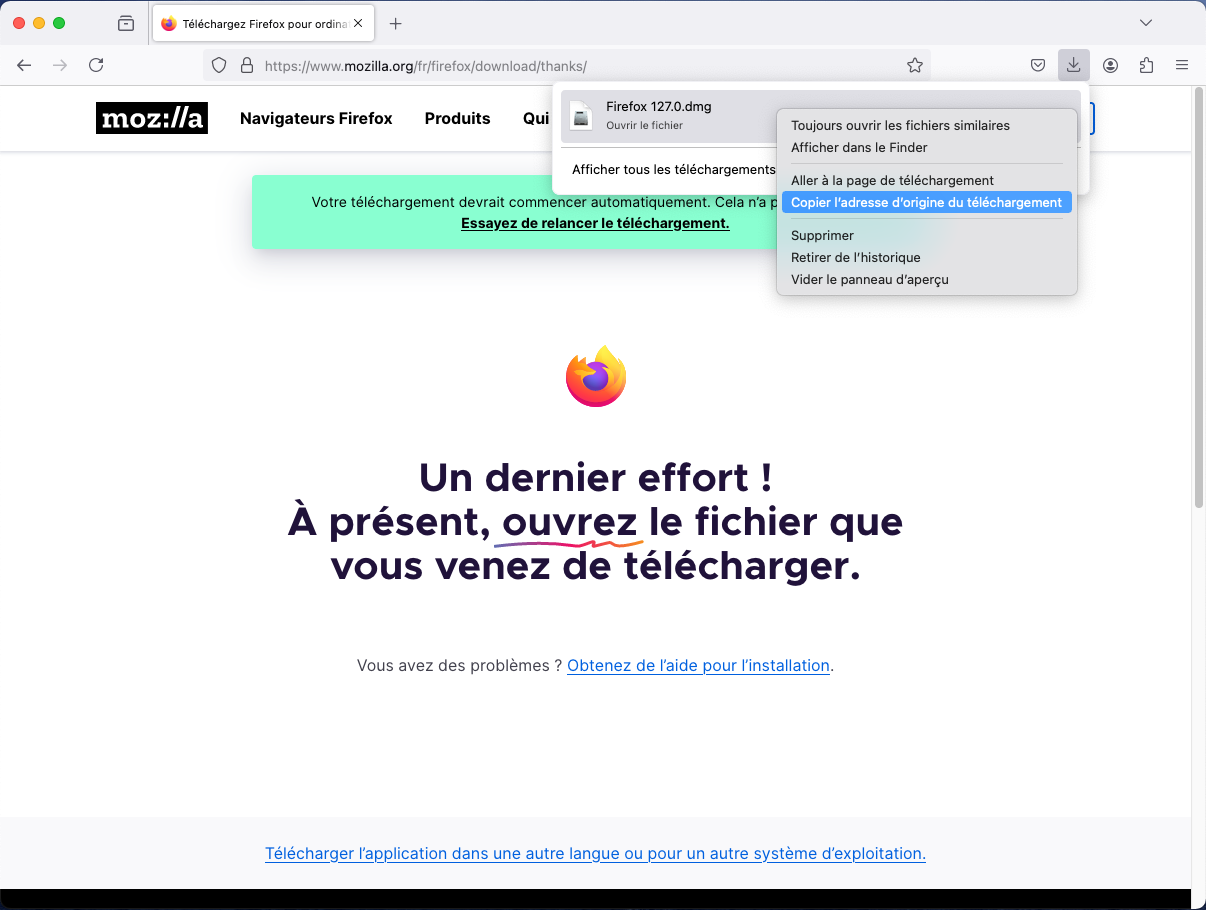 Téléchargez Firefox pour ordina
https://www.mozilla.org/fr/firefox/download/thanks/
moz://a
Navigateurs Firefox
Produits
Qui
Firefox 127.0.dmg
Ouvrir le fichier
Afficher tous les téléchargements
Toujours ouvrir les fichiers similaires
Afficher dans le Finder
Aller à la page de téléchargement
Copier l’adresse d’origine du téléchargement
Supprimer
Retirer de l’historique
Vider le panneau d’aperçu
Votre téléchargement devrait commencer automatiquement. Cela n’a p
Essayez de relancer le téléchargement.
Un dernier effort !
À présent, ouvrez le fichier que
vous venez de télécharger.
Vous avez des problèmes ? Obtenez de l’aide pour l’installation.
Télécharger l’application dans une autre langue ou pour un autre système d’exploitation.